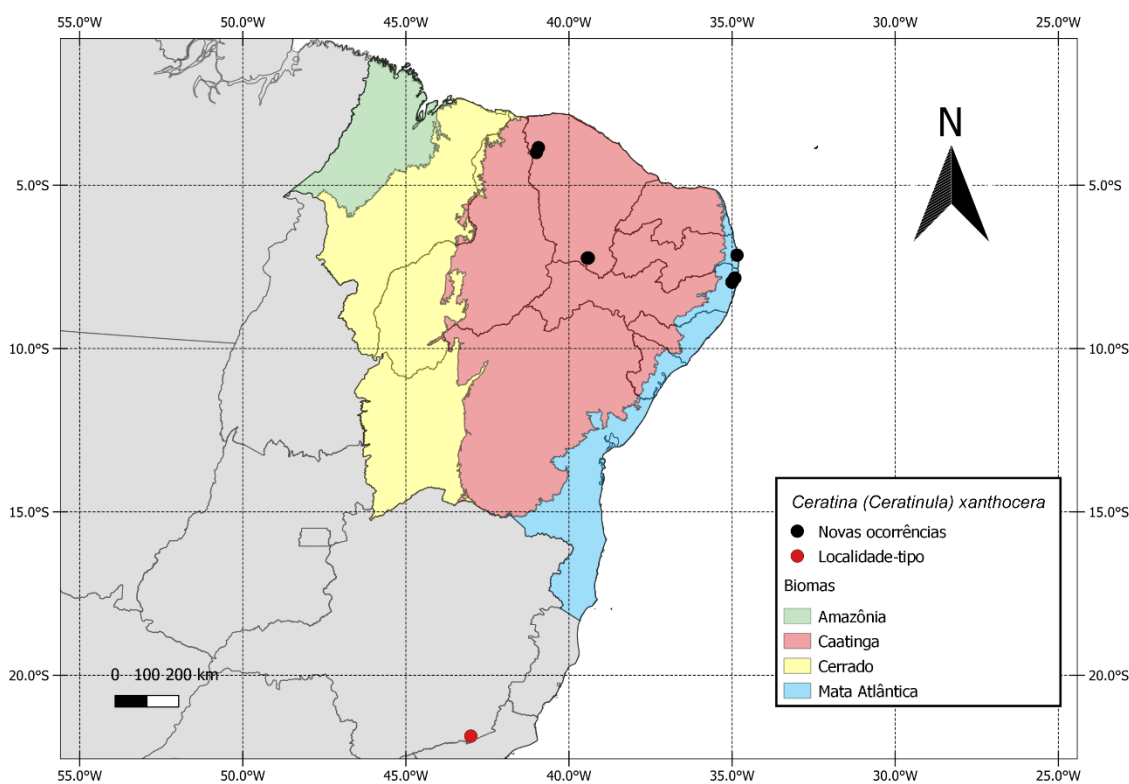 55.0°W 50.0°W 45.0°W 40.0°W 35.0°W 30.0°W 25.0°W
N
5.0°S 5.0°S
10.0°S 10.0°S
15.0°S 15.0°S
20.0°S 20.0°S
Ceratina (Ceratinula) xanthocera
Novas ocorrências
Localidade-tipo
Biomas
Amazônia
Caatinga
Cerrado
Mata Atlântica
0 100 200 km
55.0°W 50.0°W 45.0°W 40.0°W 35.0°W 30.0°W 25.0°W